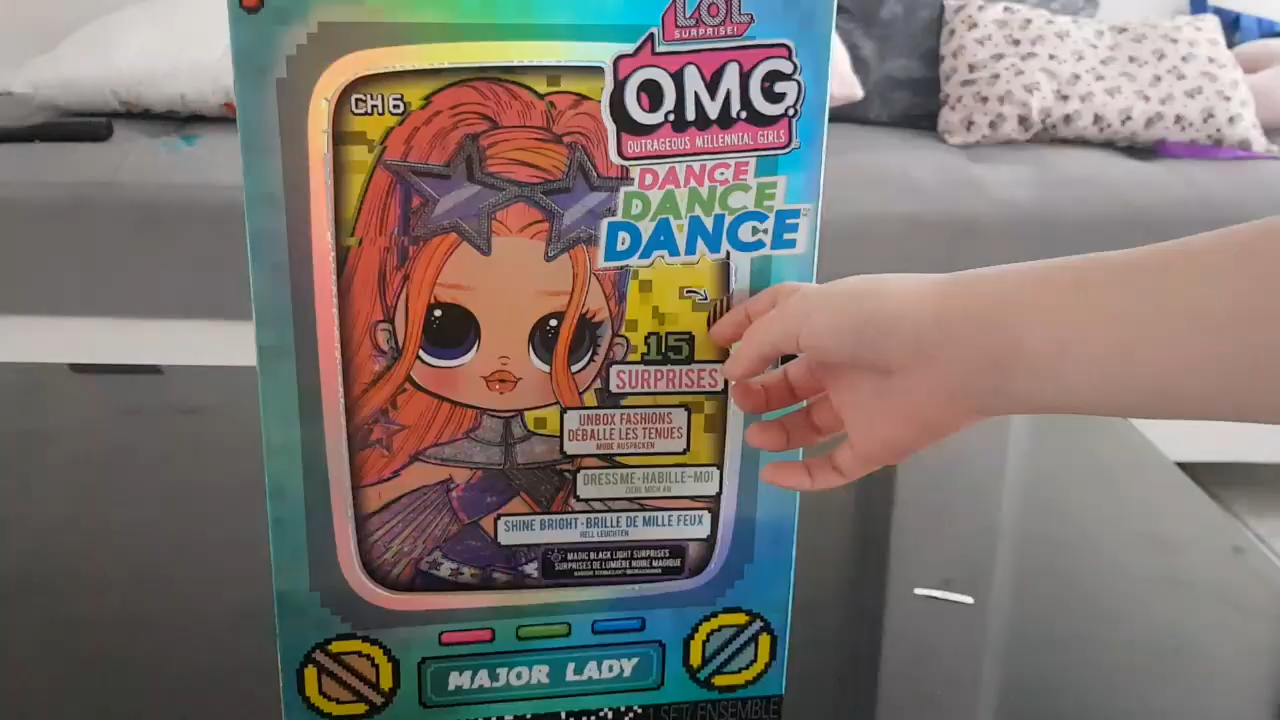 LOL
SURPRISE!
O.M.G.
OUTRAGEOUS MILLENNIAL GIRLS
CH 6
DANCE
DANCE
DANCE
15
SURPRISES
UNBOX FASHIONS
DÉBALLE LES TENUES
MODE AUSPACKEN
DRESS ME • HABILLE-MOI
ZIEHE MICH AN
SHINE BRIGHT • BRILLE DE MILLE FEUX
HELL LEUCHTEN
MAGIC BLACK LIGHT SURPRISES
SURPRISES DE LUMIÈRE NOIRE MAGIQUE
MAJOR LADY
1 SET/ENSEMBLE